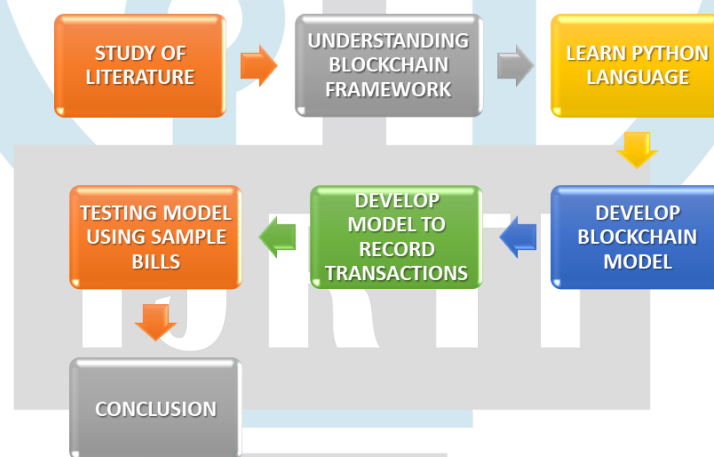 STUDY OF
LITERATURE
UNDERSTANDING
BLOCKCHAIN
FRAMEWORK
LEARN PYTHON
LANGUAGE
DEVELOP
BLOCKCHAIN
MODEL
DEVELOP
MODEL TO
RECORD
TRANSACTIONS
TESTING MODEL
USING SAMPLE
BILLS
CONCLUSION